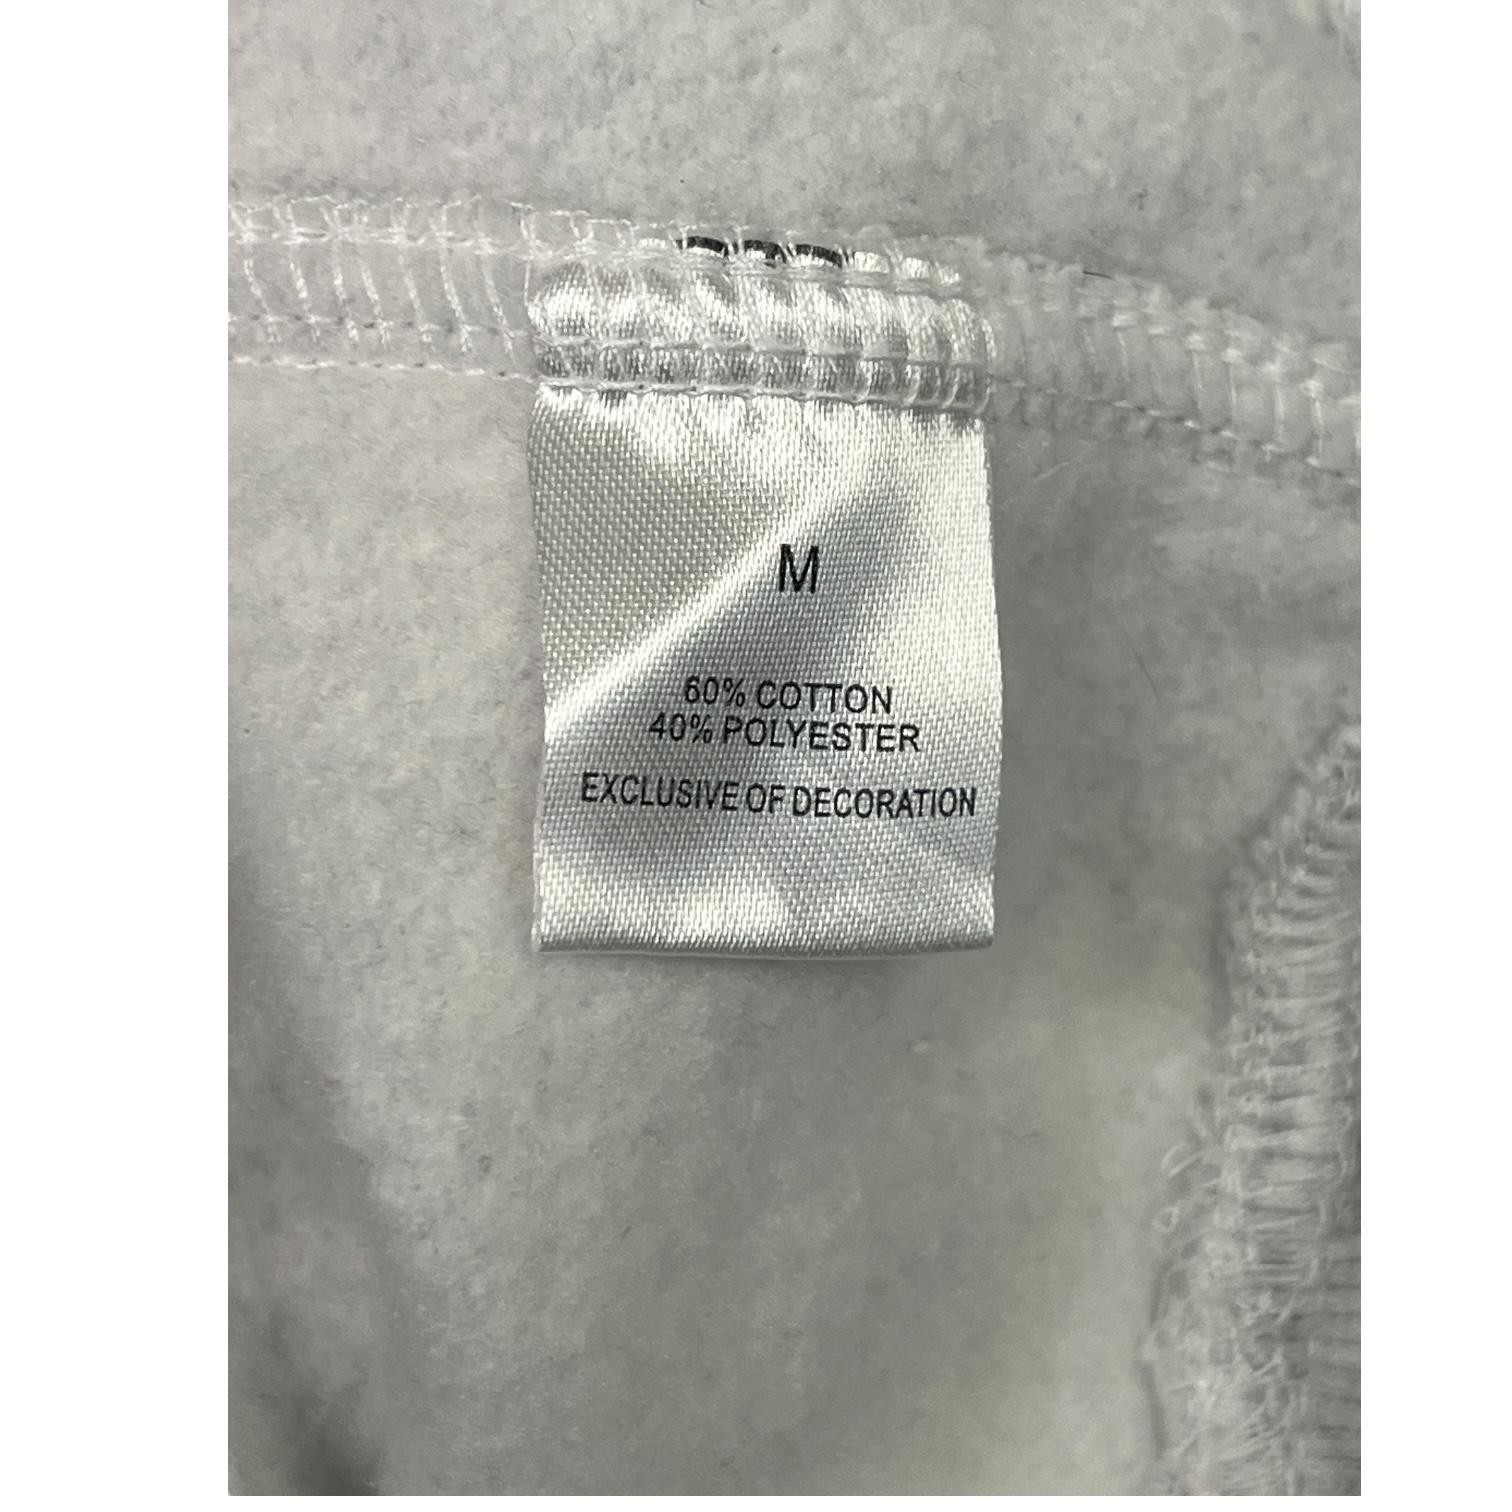 M
60% COTTON
40% POLYESTER
EXCLUSIVE OF DECORATION